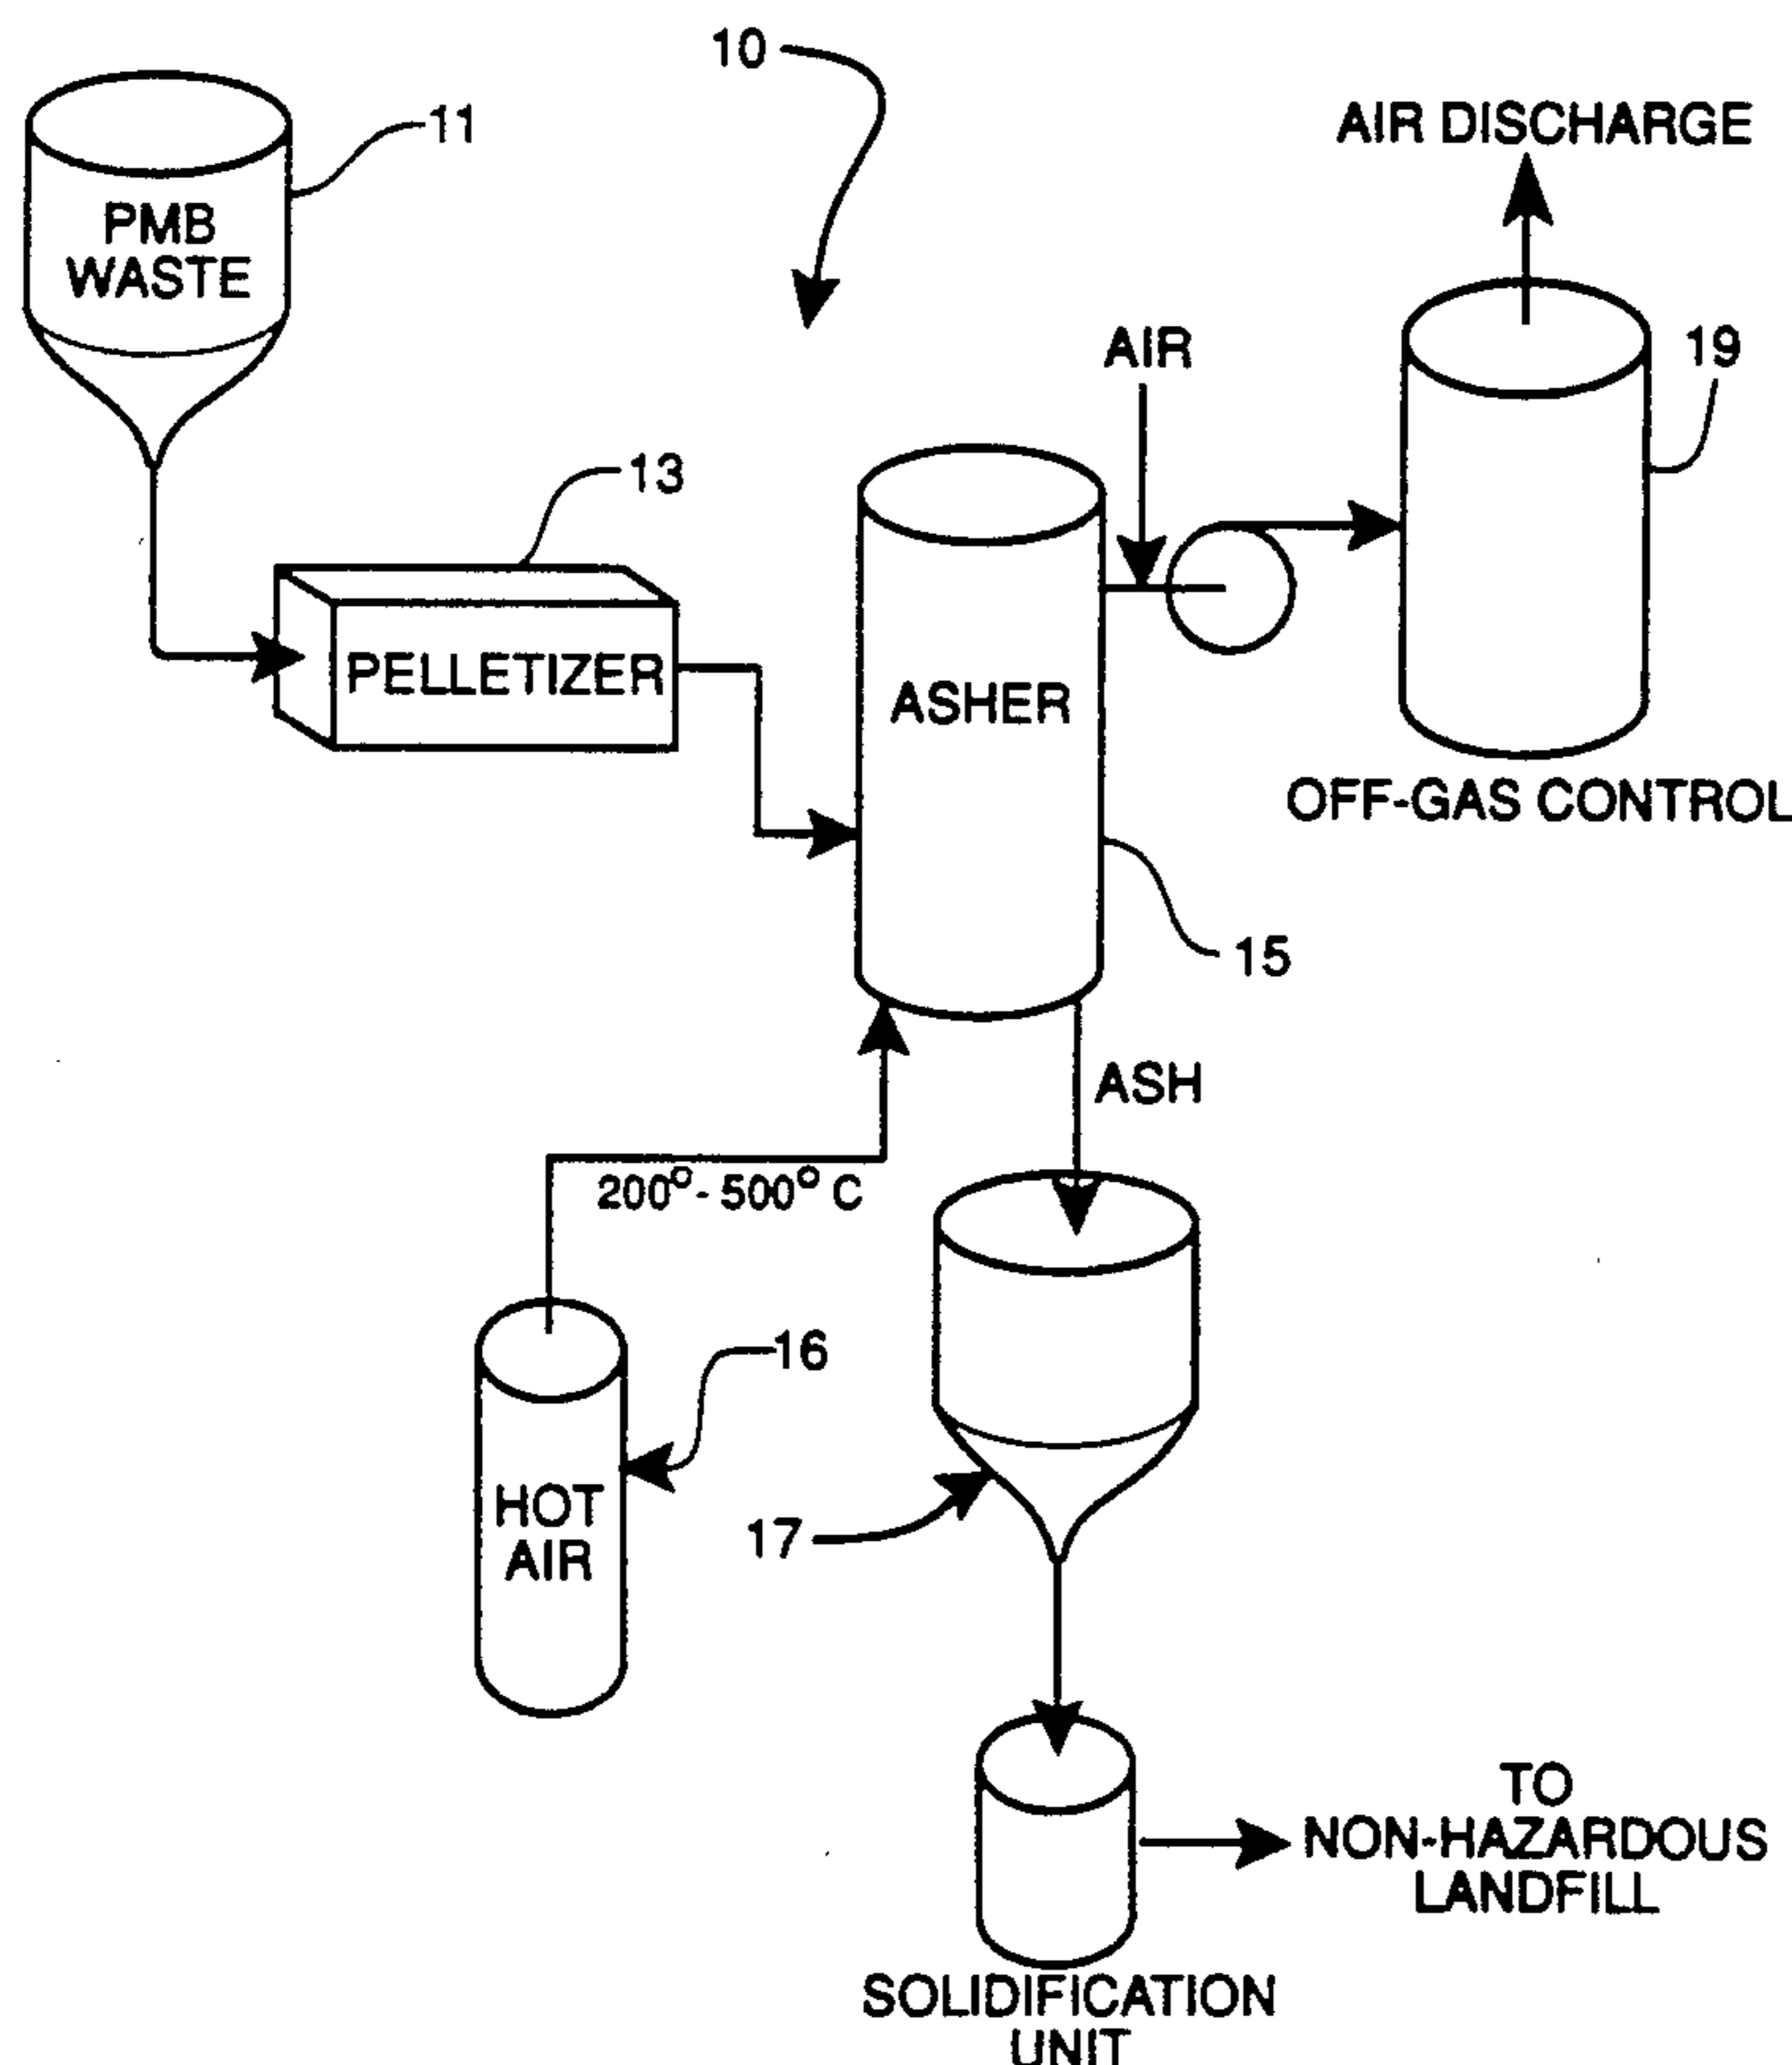 10
11
AIR DISCHARGE
PMB
WASTE
AIR
19
13
PELLETIZER
ASHER
OFF-GAS CONTROL
15
ASH
200° - 500° C
16
HOT
AIR
17
TO
NON-HAZARDOUS
LANDFILL
SOLIDIFICATION
UNIT